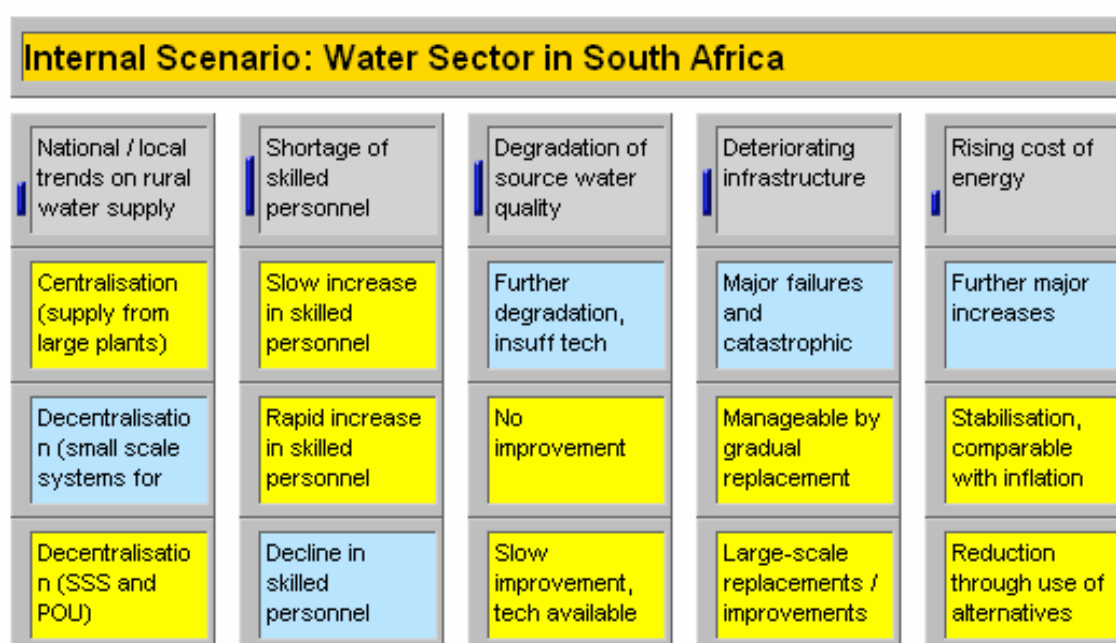 Internal Scenario: Water Sector in South Africa
National / local
trends on rural
water supply
Shortage of
skilled
personnel
Degradation of
source water
quality
Deteriorating
infrastructure
Rising cost of
energy
Centralisation
(supply from
large plants)
Slow increase
in skilled
personnel
Further
degradation,
insuff tech
Major failures
and
catastrophic
Further major
increases
Decentralisatio
n (small scale
systems for
Rapid increase
in skilled
personnel
No
improvement
Manageable by
gradual
replacement
Stabilisation,
comparable
with inflation
Decentralisatio
n (SSS and
POU)
Decline in
skilled
personnel
Slow
improvement,
tech available
Large-scale
replacements /
improvements
Reduction
through use of
alternatives